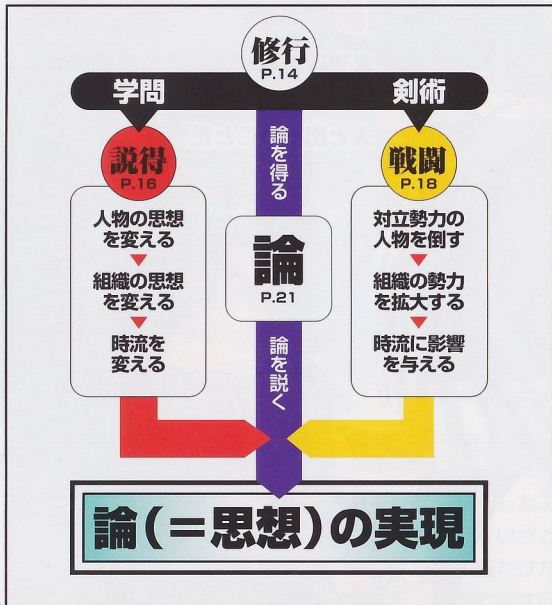 修行
P.14
学問
剣術
説得
P.16
人物の思想
を変える
組織の思想
を変える
時流を
変える
論を得る
論
P.21
論を説く
戦闘
P.18
対立勢力の
人物を倒す
組織の勢力
を拡大する
時流に影響
を与える
論(=思想)の実現